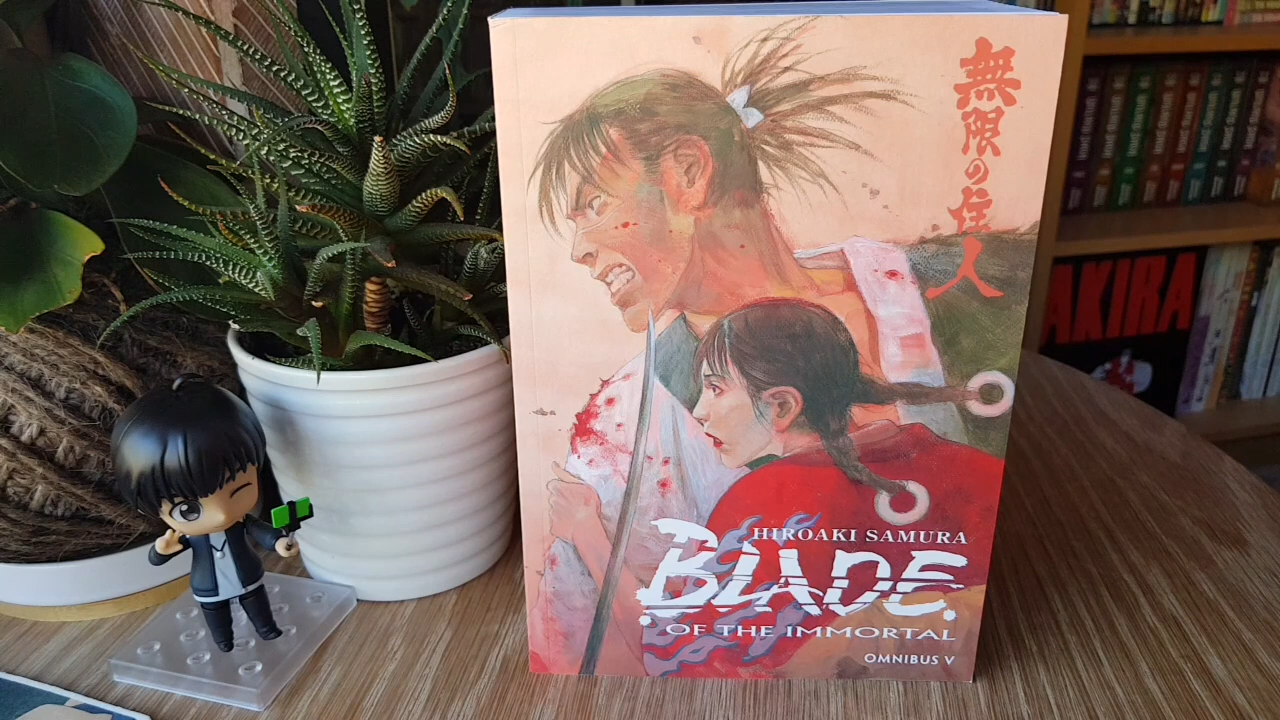 無限の住人
HIROAKI SAMURA
BLADE
OF THE IMMORTAL
OMNIBUS V
AKIRA